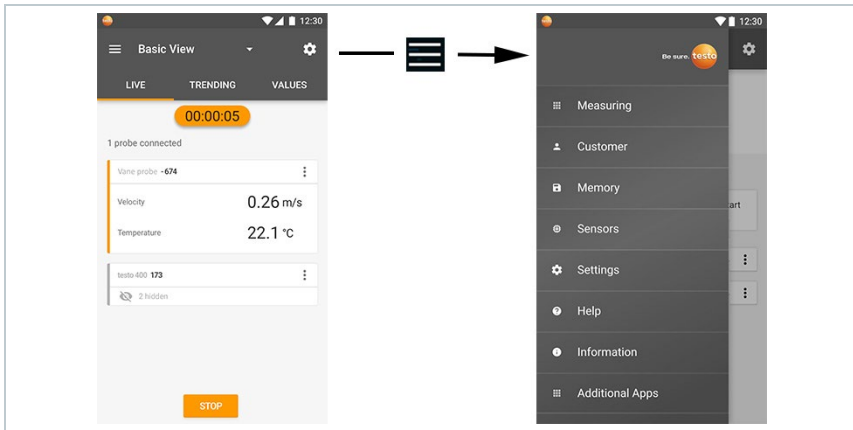 12:30
Basic View
LIVE TRENDING VALUES
00:00:05
1 probe connected
Vane probe -674
Velocity 0.26 m/s
Temperature 22.1 °C
testo 400 173
2 hidden
STOP
12:30
Be sure. testo
Measuring
Customer
Memory
Sensors
Settings
Help
Information
Additional Apps